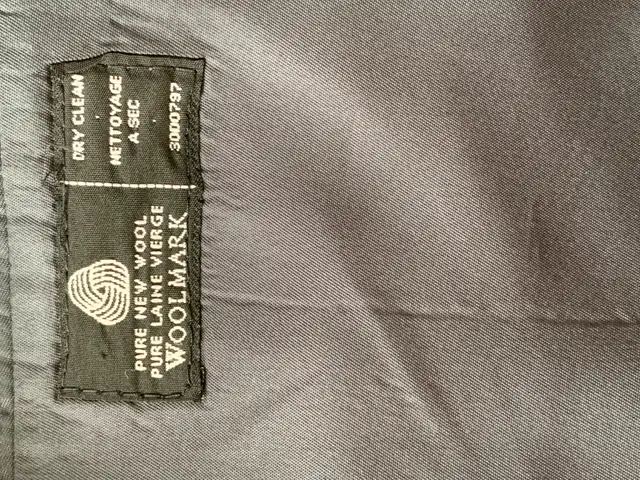 PURE NEW WOOL
PURE LAINE VIERGE
WOOLMARK
DRY CLEAN
NETTOYAGE
A SEC
3000797